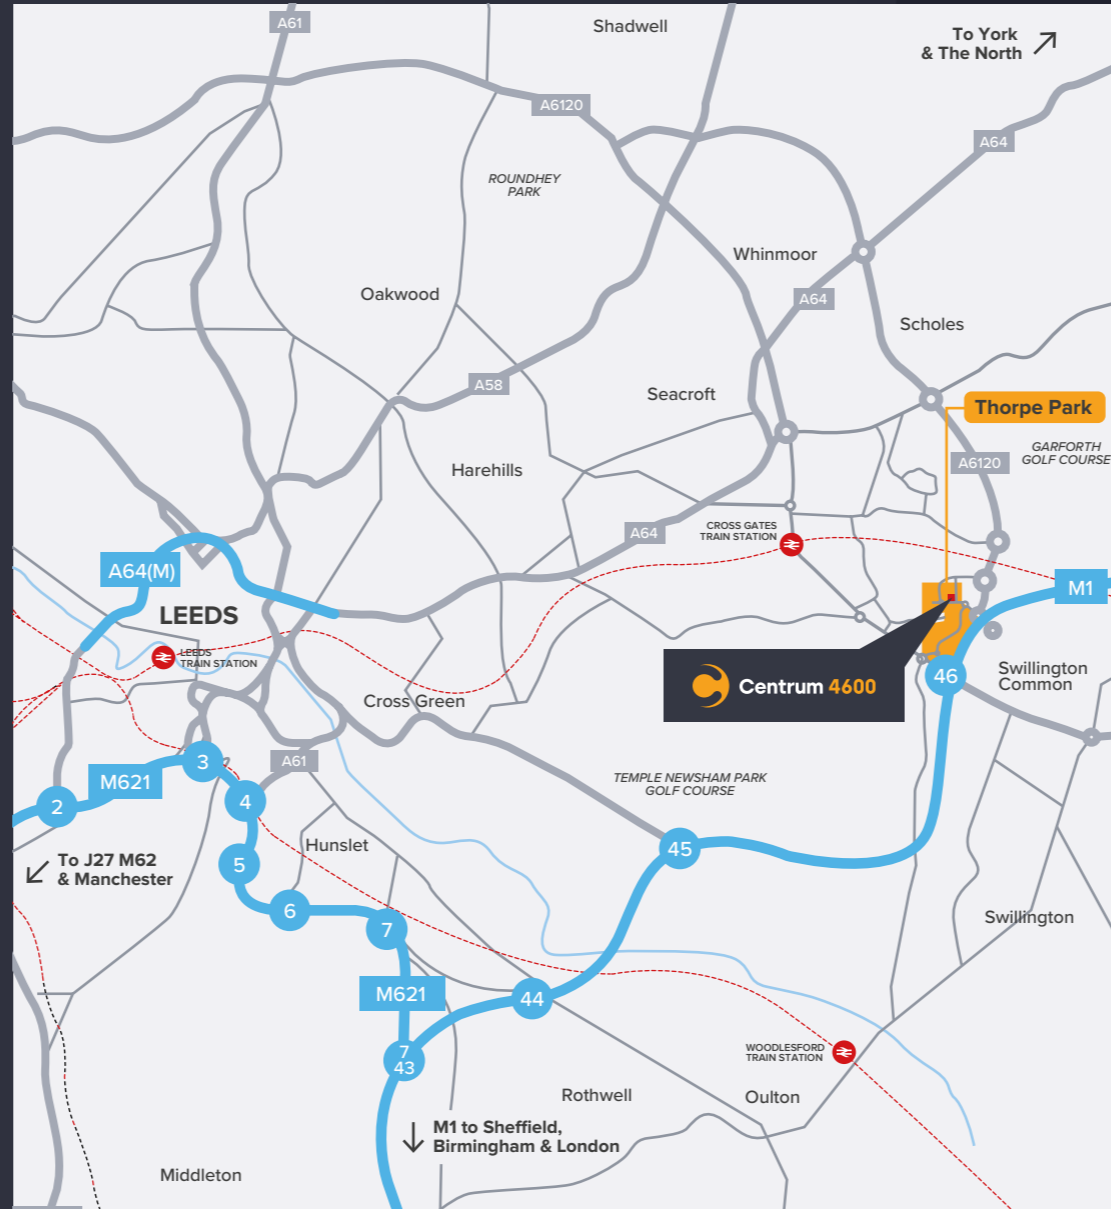 A61
Shadwell
To York
& The North
A6120
A64
ROUNDHEY
PARK
Whinmoor
Oakwood
A64
Scholes
A58
Seacroft
Thorpe Park
GARFORTH
GOLF COURSE
A6120
Harehills
CROSS GATES
TRAIN STATION
A64
A64(M)
M1
LEEDS
LEEDS
TRAIN STATION
Centrum 4600
46
Swillington
Common
Cross Green
A61
3
M621
2
4
TEMPLE NEWSHAM PARK
GOLF COURSE
Hunslet
45
5
To J27 M62
& Manchester
6
7
Swillington
M621
44
7
43
WOODLESFORD
TRAIN STATION
Rothwell
Oulton
M1 to Sheffield,
Birmingham & London
Middleton